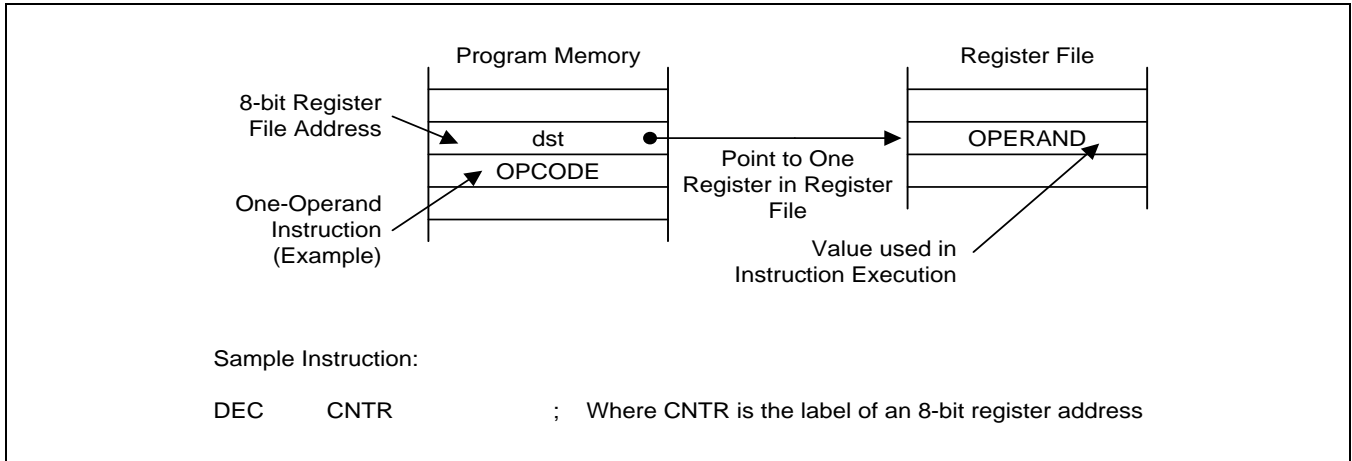 Program Memory
Register File
8-bit Register
File Address
dst
OPERAND
OPCODE
Point to One
Register in Register
File
One-Operand
Instruction
(Example)
Value used in
Instruction Execution
Sample Instruction:
DEC CNTR ; Where CNTR is the label of an 8-bit register address